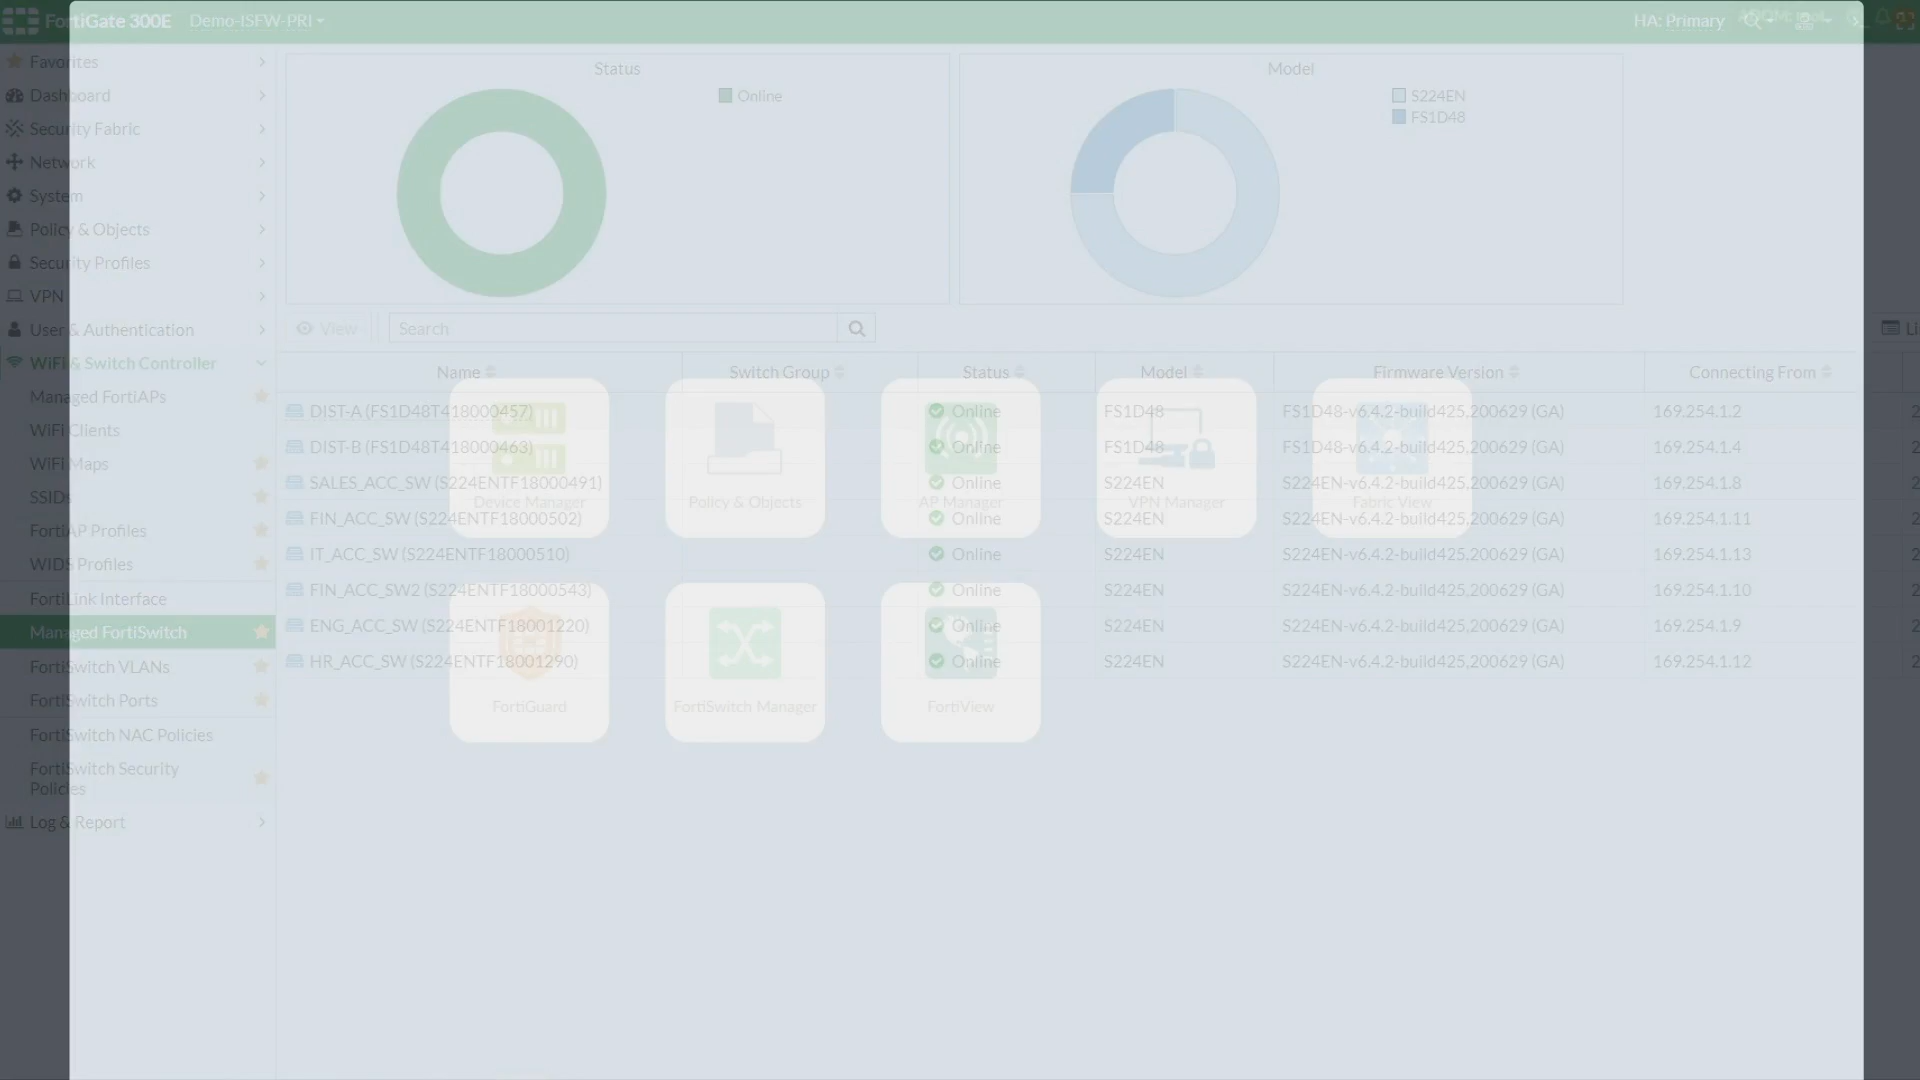 FortiGate 300E Demo-ISFW-PRI HA: Primary
Favorites
Dashboard
Security Fabric
Network
System
Policy & Objects
Security Profiles
VPN
User & Authentication
WiFi & Switch Controller
Managed FortiAPs
WiFi Clients
WiFi Maps
SSIDs
FortiAP Profiles
WIDS Profiles
FortiLink Interface
Managed FortiSwitch
FortiSwitch VLANs
FortiSwitch Ports
FortiSwitch NAC Policies
FortiSwitch Security
Policies
Log & Report
Status
Online
Model
S224EN
FS1D48
View Search
Name Switch Group Status Model Firmware Version Connecting From
DIST-A (FS1D48T418000457) Online FS1D48 FS1D48-v6.4.2-build425,200629 (GA) 169.254.1.2
DIST-B (FS1D48T418000463) Online FS1D48 FS1D48-v6.4.2-build425,200629 (GA) 169.254.1.4
SALES_ACC_SW (S224ENTF18000491) Online S224EN S224EN-v6.4.2-build425,200629 (GA) 169.254.1.8
FIN_ACC_SW (S224ENTF18000502) Online S224EN S224EN-v6.4.2-build425,200629 (GA) 169.254.1.11
IT_ACC_SW (S224ENTF18000510) Online S224EN S224EN-v6.4.2-build425,200629 (GA) 169.254.1.13
FIN_ACC_SW2 (S224ENTF18000543) Online S224EN S224EN-v6.4.2-build425,200629 (GA) 169.254.1.10
ENG_ACC_SW (S224ENTF18001220) Online S224EN S224EN-v6.4.2-build425,200629 (GA) 169.254.1.9
HR_ACC_SW (S224ENTF18001290) Online S224EN S224EN-v6.4.2-build425,200629 (GA) 169.254.1.12
Device Manager Policy & Objects AP Manager VPN Manager Fabric View
FortiGuard FortiSwitch Manager FortiView